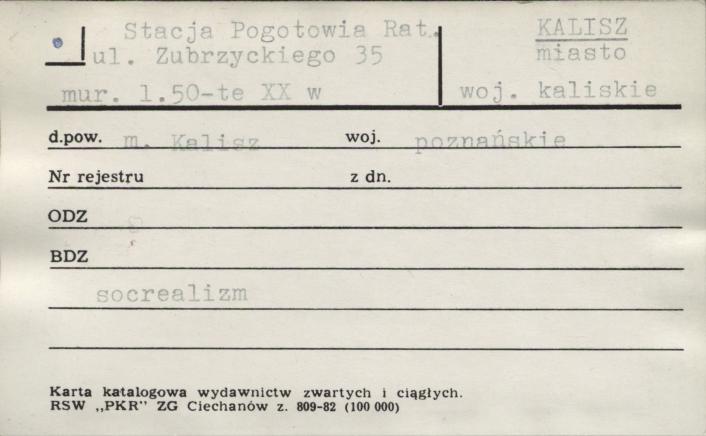 Stacja Pogotowia Rat. KALISZ
ul. Zubrzyckiego 35 miasto
mur. l.50-te XX w woj. kaliskie
d.pow. m. Kalisz woj. poznańskie
Nr rejestru z dn.
ODZ
BDZ
socrealizm
Karta katalogowa wydawnictw zwartych i ciągłych.
RSW „PKR" ZG Ciechanów z. 809-82 (100 000)